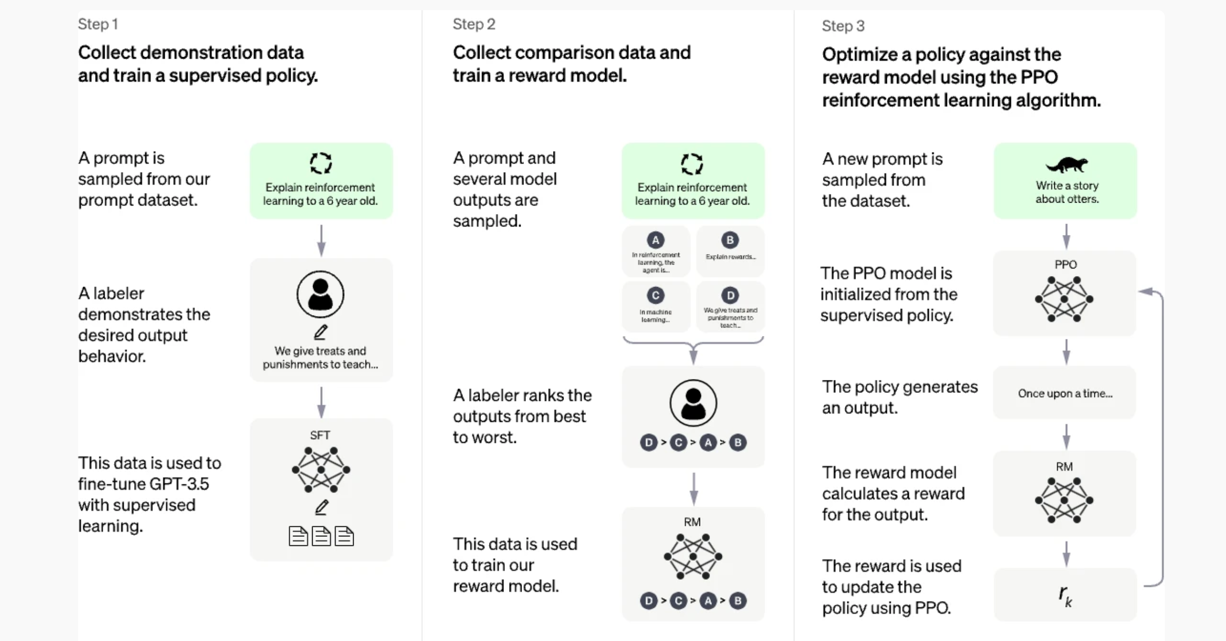 Step 1
Collect demonstration data
and train a supervised policy.
A prompt is
sampled from our
prompt dataset.
Explain reinforcement
learning to a 6 year old.
A labeler
demonstrates the
desired output
behavior.
We give treats and
punishments to teach...
This data is used to
fine-tune GPT-3.5
with supervised
learning.
SFT
Step 2
Collect comparison data and
train a reward model.
A prompt and
several model
outputs are
sampled.
Explain reinforcement
learning to a 6 year old.
A
In reinforcement
learning, the
agent is...
B
Explain rewards...
C
In machine
learning...
D
We give treats and
punishments to
teach...
A labeler ranks the
outputs from best
to worst.
D > C > A > B
This data is used
to train our
reward model.
RM
D > C > A > B
Step 3
Optimize a policy against the
reward model using the PPO
reinforcement learning algorithm.
A new prompt is
sampled from
the dataset.
Write a story
about otters.
The PPO model is
initialized from the
supervised policy.
PPO
The policy generates
an output.
Once upon a time...
The reward model
calculates a reward
for the output.
RM
The reward is used
to update the
policy using PPO.
rk